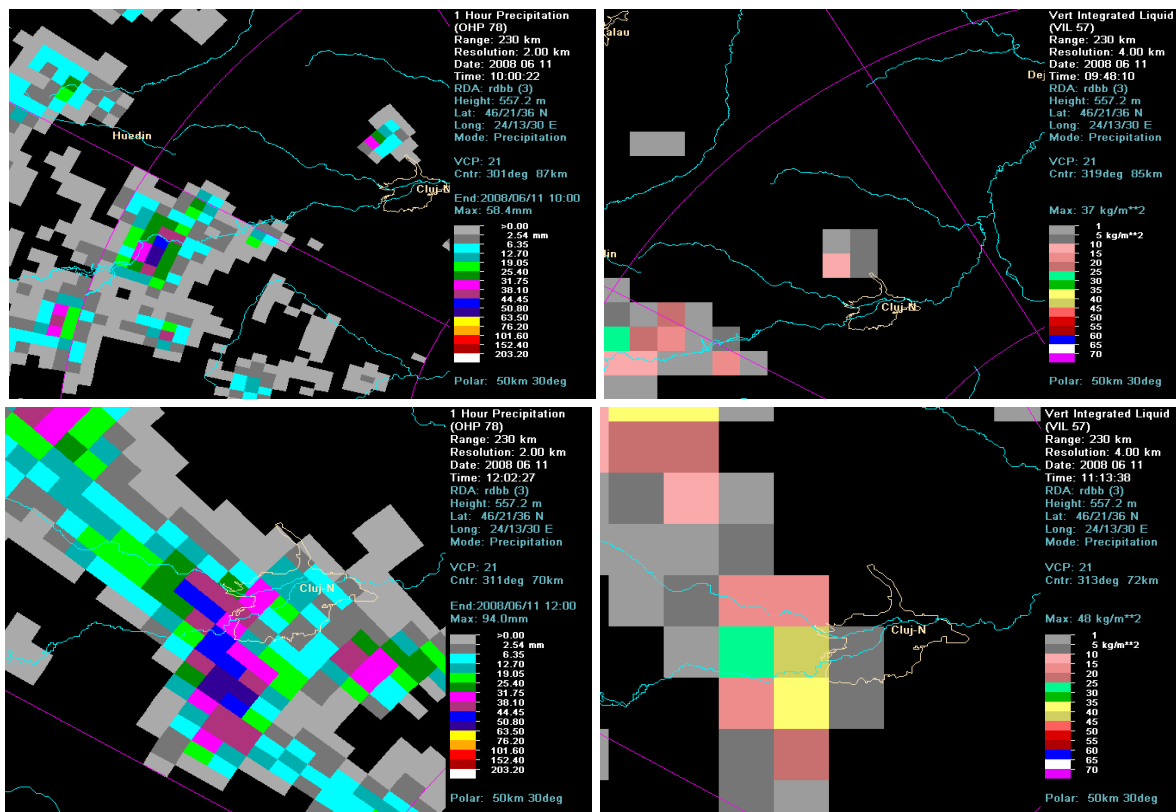 1 Hour Precipitation
(OHP 78)
Range: 230 km
Resolution: 2.00 km
Date: 2008 06 11
Time: 10:00:22
RDA: rdbb (3)
Height: 557.2 m
Lat: 46/21/36 N
Long: 24/13/30 E
Mode: Precipitation
VCP: 21
Cntr: 301deg 87km
End:2008/06/11 10:00
Max: 58.4mm
>0.00
2.54 mm
6.35
12.70
19.05
25.40
31.75
38.10
44.45
50.80
63.50
76.20
101.60
152.40
203.20
Polar: 50km 30deg
Huedin
Cluj-N
Vert Integrated Liquid
(VIL 57)
Range: 230 km
Resolution: 4.00 km
Date: 2008 06 11
Time: 09:48:10
RDA: rdbb (3)
Height: 557.2 m
Lat: 46/21/36 N
Long: 24/13/30 E
Mode: Precipitation
VCP: 21
Cntr: 319deg 85km
Max: 37 kg/m**2
1
5 kg/m**2
10
15
20
25
30
35
40
45
50
55
60
65
70
Polar: 50km 30deg
alau
Dej
din
Cluj-N
1 Hour Precipitation
(OHP 78)
Range: 230 km
Resolution: 2.00 km
Date: 2008 06 11
Time: 12:02:27
RDA: rdbb (3)
Height: 557.2 m
Lat: 46/21/36 N
Long: 24/13/30 E
Mode: Precipitation
VCP: 21
Cntr: 311deg 70km
End:2008/06/11 12:00
Max: 94.0mm
>0.00
2.54 mm
6.35
12.70
19.05
25.40
31.75
38.10
44.45
50.80
63.50
76.20
101.60
152.40
203.20
Polar: 50km 30deg
Cluj-N
Vert Integrated Liquid
(VIL 57)
Range: 230 km
Resolution: 4.00 km
Date: 2008 06 11
Time: 11:13:38
RDA: rdbb (3)
Height: 557.2 m
Lat: 46/21/36 N
Long: 24/13/30 E
Mode: Precipitation
VCP: 21
Cntr: 313deg 72km
Max: 48 kg/m**2
1
5 kg/m**2
10
15
20
25
30
35
40
45
50
55
60
65
70
Polar: 50km 30deg
Cluj-N